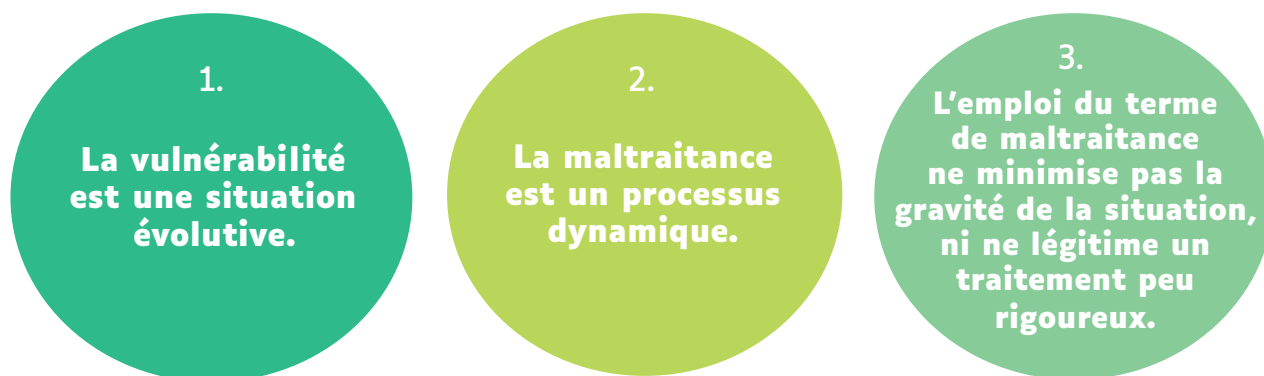 1.
La vulnérabilité
est une situation
évolutive.
2.
La maltraitance
est un processus
dynamique.
3.
L’emploi du terme
de maltraitance
ne minimise pas la
gravité de la situation,
ni ne légitime un
traitement peu
rigoureux.